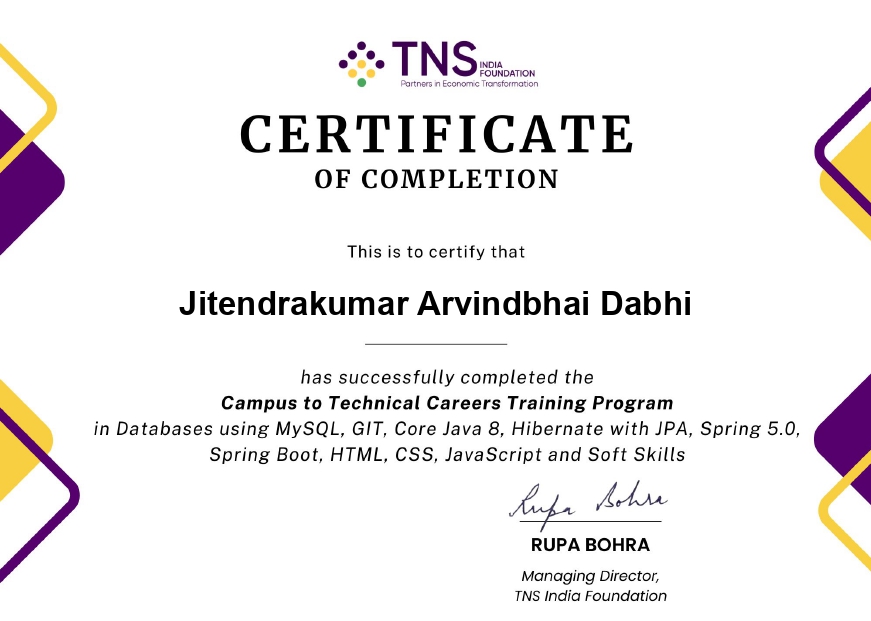 TNS INDIA FOUNDATION
Partners in Economic Transformation
CERTIFICATE
OF COMPLETION
This is to certify that
Jitendrakumar Arvindbhai Dabhi
has successfully completed the
Campus to Technical Careers Training Program
in Databases using MySQL, GIT, Core Java 8, Hibernate with JPA, Spring 5.0,
Spring Boot, HTML, CSS, JavaScript and Soft Skills
Rupa Bohra
RUPA BOHRA
Managing Director,
TNS India Foundation